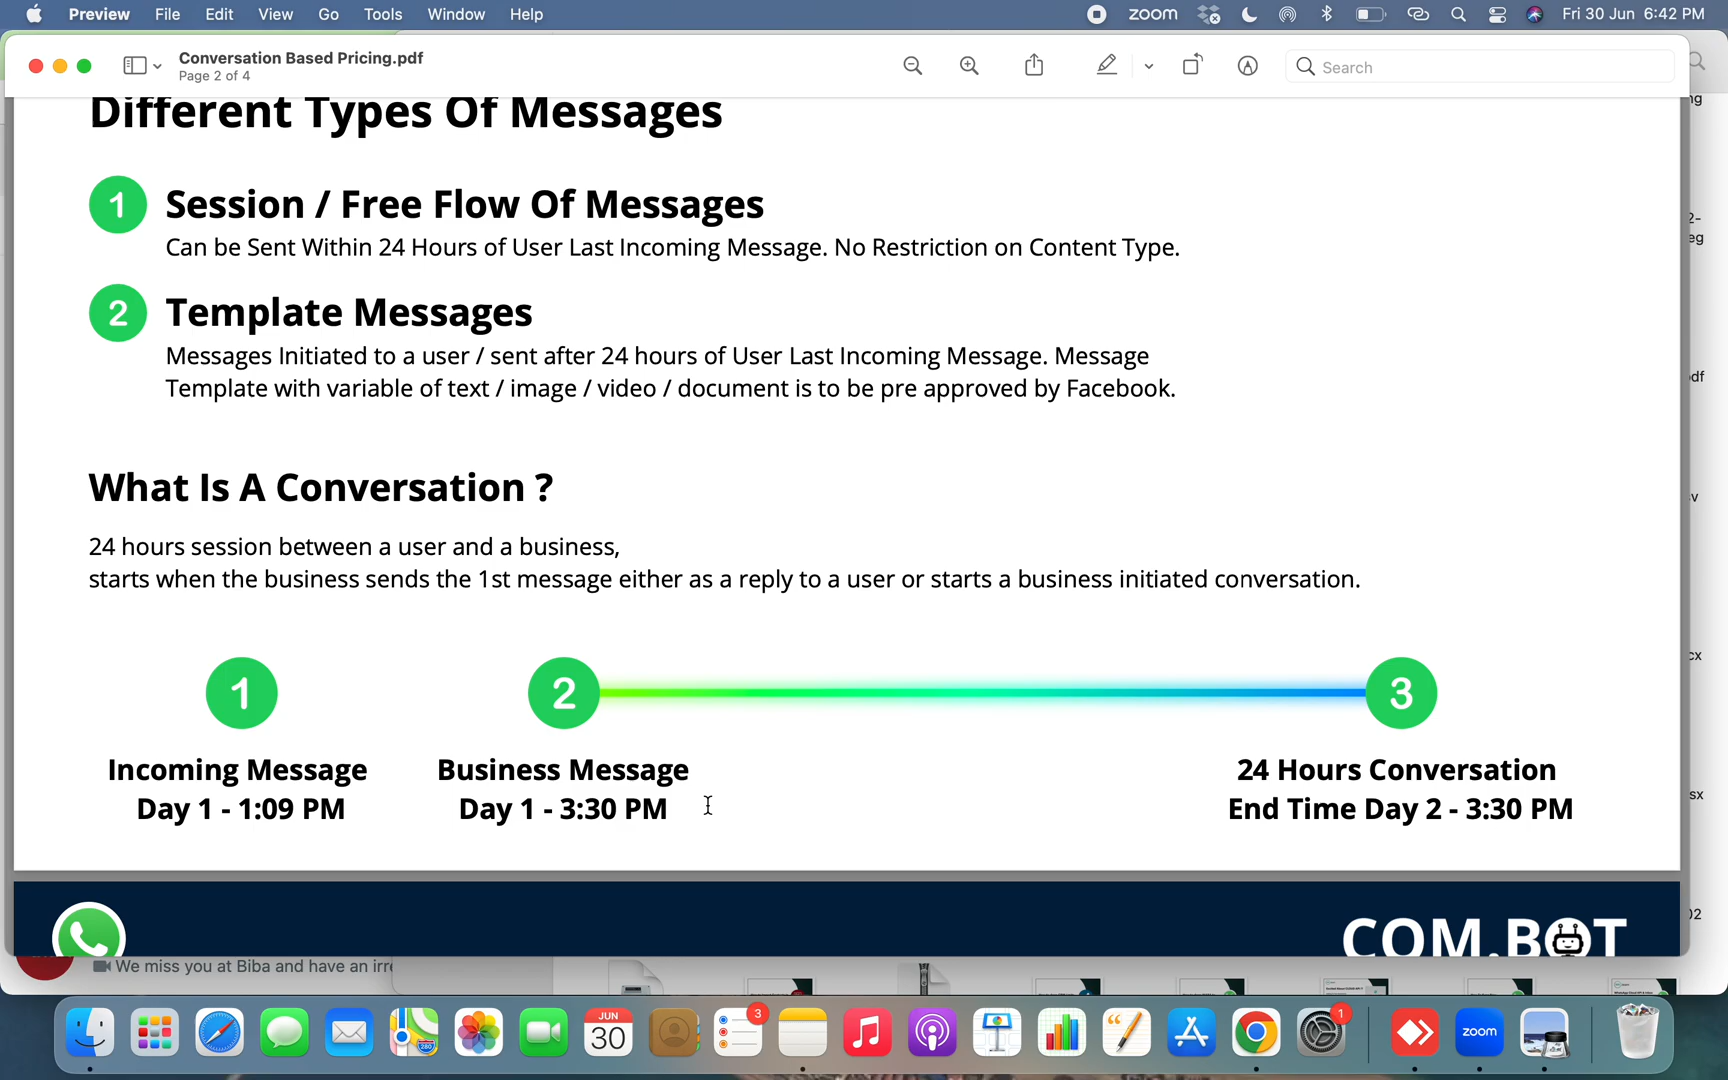 Preview File Edit View Go Tools Window Help zoom Fri 30 Jun 6:42 PM
Conversation Based Pricing.pdf
Page 2 of 4
Search
Different Types Of Messages
1 Session / Free Flow Of Messages
Can be Sent Within 24 Hours of User Last Incoming Message. No Restriction on Content Type.
2 Template Messages
Messages Initiated to a user / sent after 24 hours of User Last Incoming Message. Message
Template with variable of text / image / video / document is to be pre approved by Facebook.
What Is A Conversation ?
24 hours session between a user and a business,
starts when the business sends the 1st message either as a reply to a user or starts a business initiated conversation.
1 2 3
Incoming Message Business Message 24 Hours Conversation
Day 1 - 1:09 PM Day 1 - 3:30 PM End Time Day 2 - 3:30 PM
COM.BOT
We miss you at Biba and have an irre
JUN
30
3
zoom
1
280